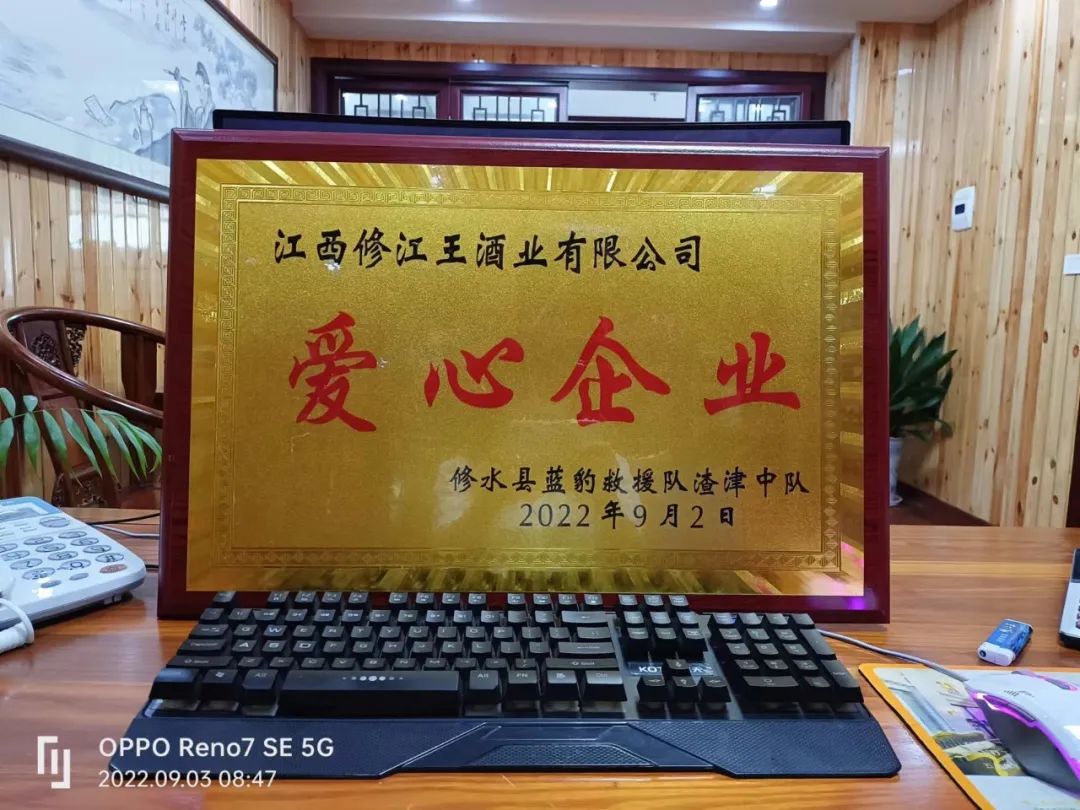 江西修江王酒业有限公司
爱心企业
修水县蓝豹救援队渣津中队
2022年9月2日
OPPO Reno7 SE 5G
2022.09.03 08:47